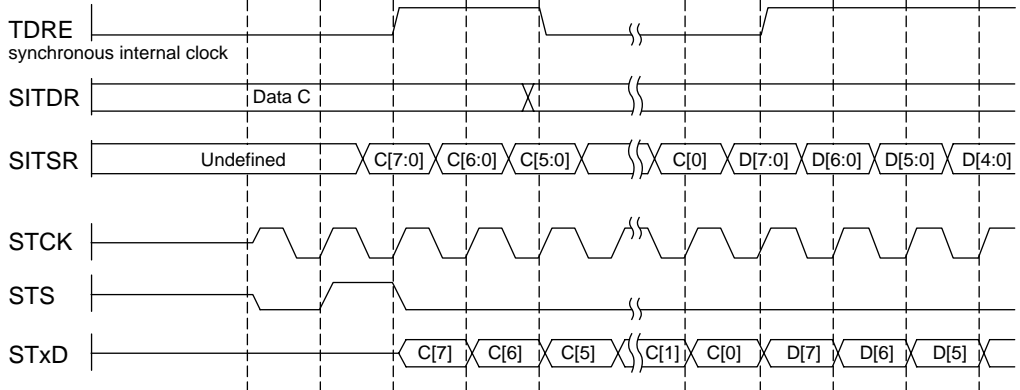 TDRE
synchronous internal clock
SITDR Data C
SITSR Undefined C[7:0] C[6:0] C[5:0] C[0] D[7:0] D[6:0] D[5:0] D[4:0]
STCK
STS
STxD C[7] C[6] C[5] C[1] C[0] D[7] D[6] D[5]